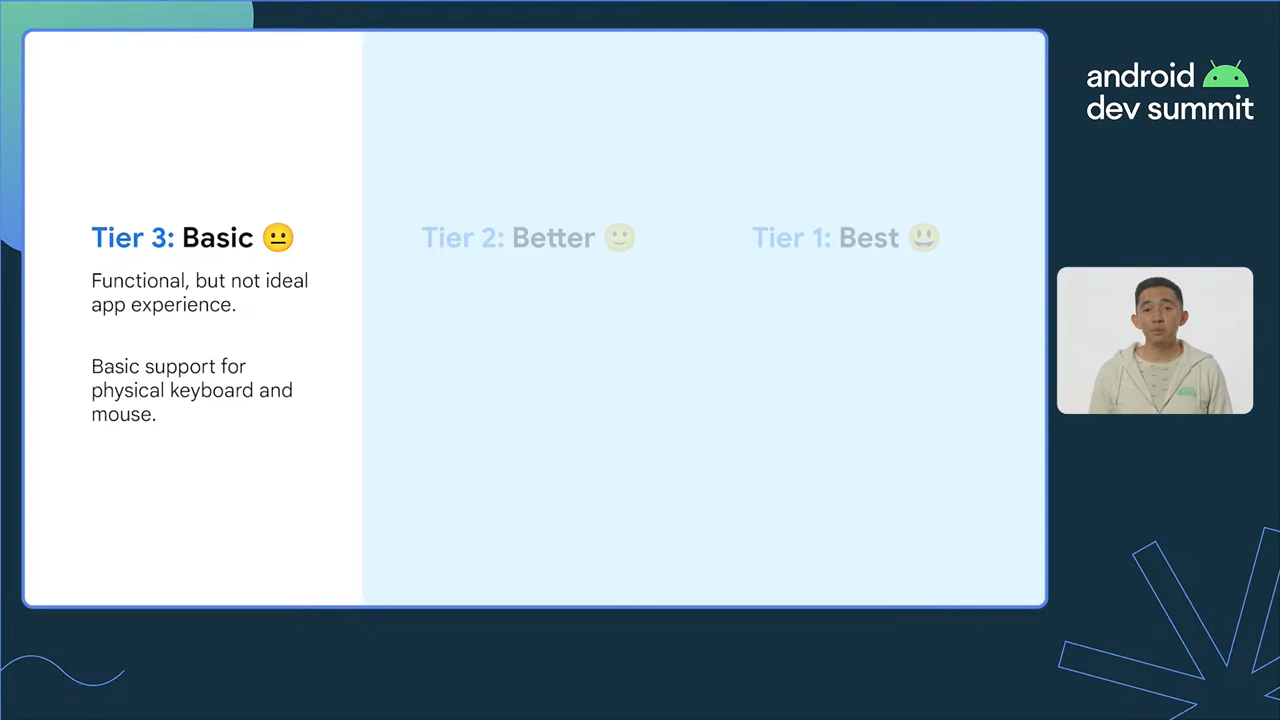 Tier 3: Basic 😐
Functional, but not ideal
app experience.
Basic support for
physical keyboard and
mouse.
Tier 2: Better 🙂
Tier 1: Best 😃
android
dev summit